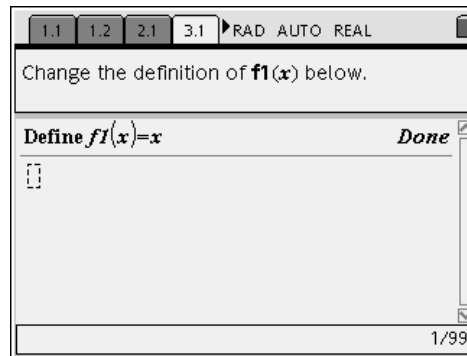 1.1 1.2 2.1 3.1 RAD AUTO REAL
Change the definition of f1(x) below.
Define f1(x)=x Done
1/99